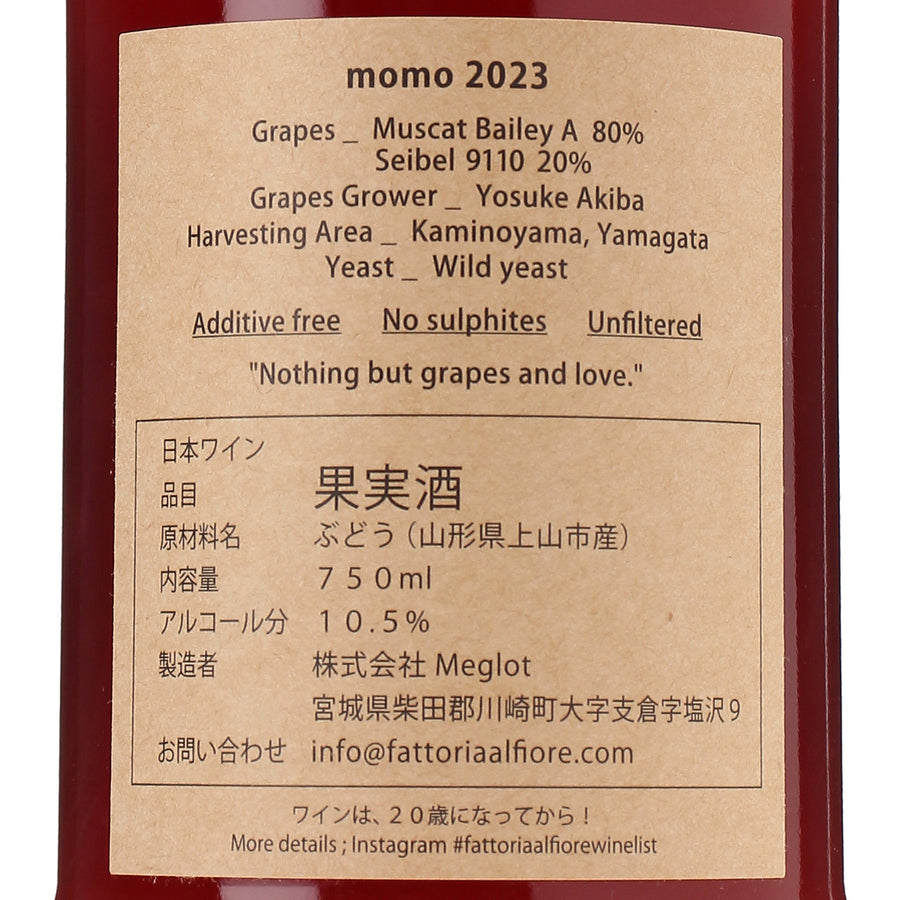 momo 2023
Grapes _ Muscat Bailey A 80%
Seibel 9110 20%
Grapes Grower _ Yosuke Akiba
Harvesting Area _ Kaminoyama, Yamagata
Yeast _ Wild yeast
Additive free No sulphites Unfiltered
"Nothing but grapes and love."
日本ワイン
品目 果実酒
原材料名 ぶどう（山形県上山市産）
内容量 ７５０ml
アルコール分 １０.５%
製造者 株式会社 Meglot
宮城県柴田郡川崎町大字支倉字塩沢９
お問い合わせ info@fattoriaalfiore.com
ワインは、２０歳になってから！
More details ; Instagram #fattoriaalfiorewinelist